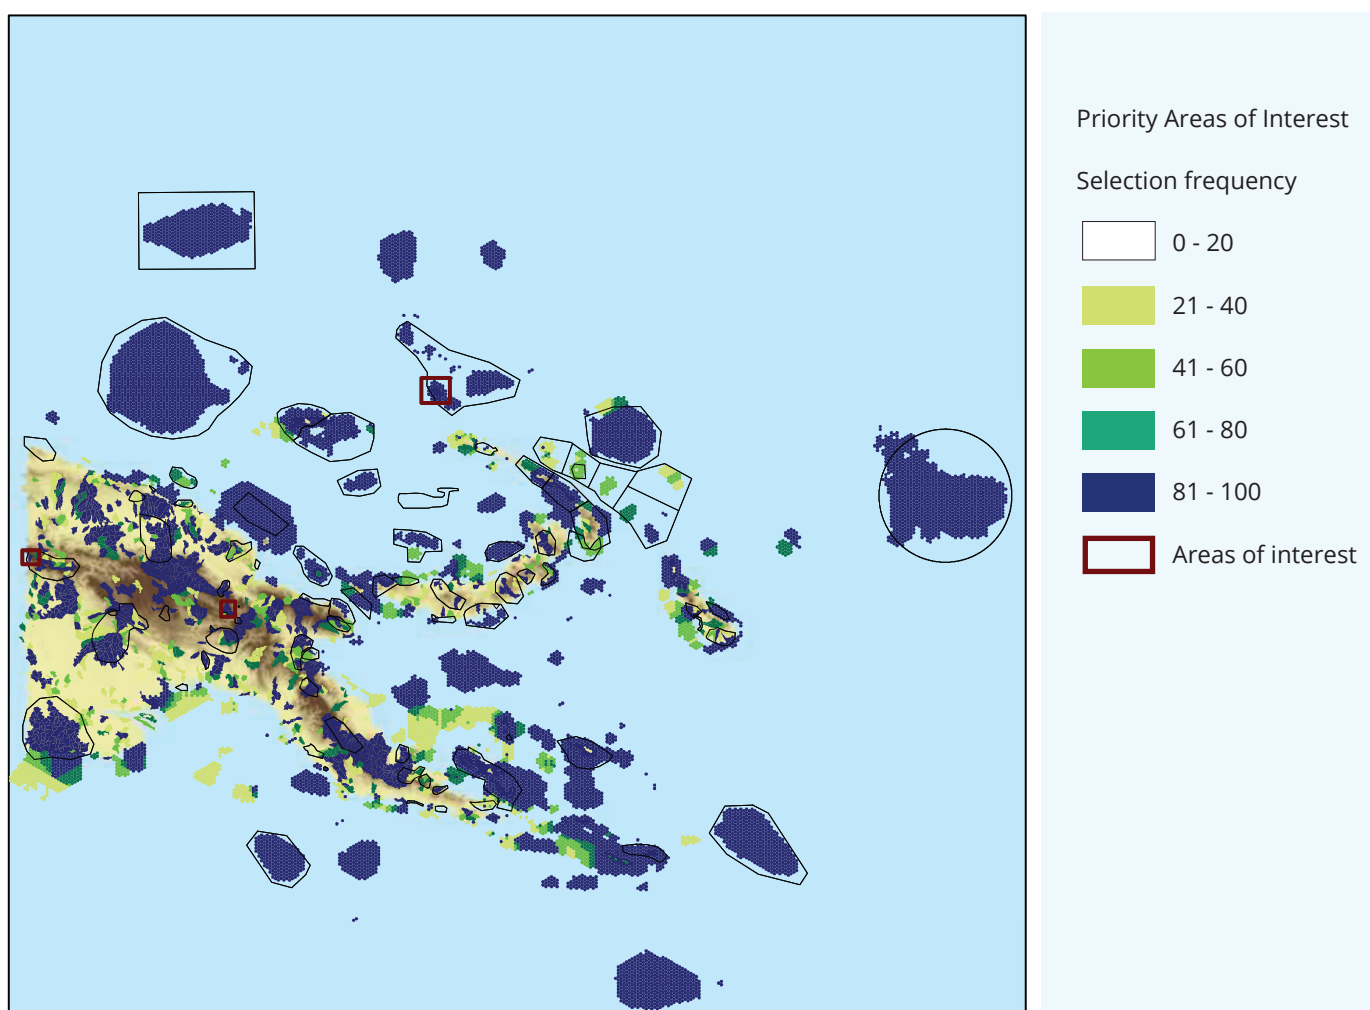 Priority Areas of Interest
Selection frequency
0 - 20
21 - 40
41 - 60
61 - 80
81 - 100
Areas of interest